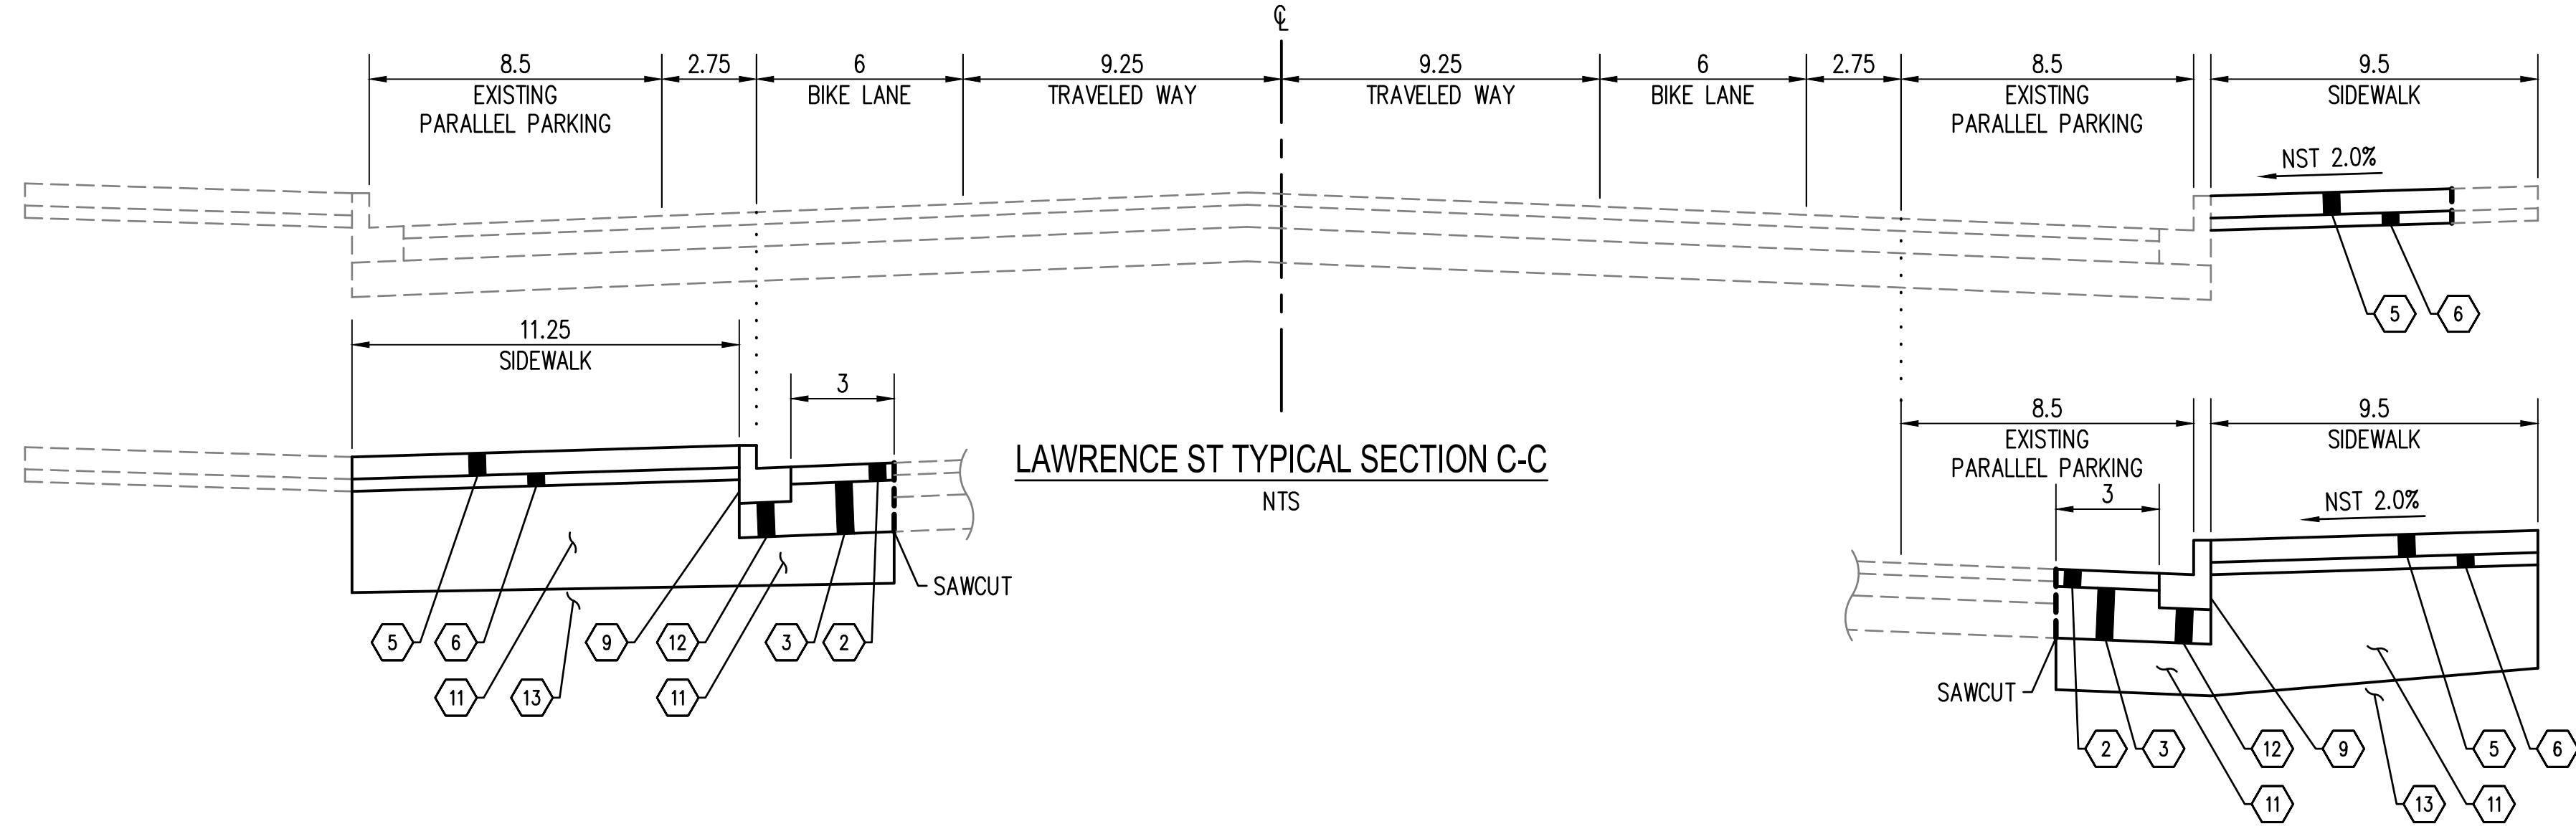 ℄
8.5 2.75 6 9.25 9.25 6 2.75 8.5 9.5
EXISTING BIKE LANE TRAVELED WAY TRAVELED WAY BIKE LANE EXISTING SIDEWALK
PARALLEL PARKING PARALLEL PARKING
NST 2.0%
5 6
11.25
SIDEWALK
3
8.5 9.5
EXISTING SIDEWALK
PARALLEL PARKING
LAWRENCE ST TYPICAL SECTION C-C
NTS
3
NST 2.0%
SAWCUT
5 6 9 12 3 2
11 13 11
SAWCUT
2 3 12 9 5 6
11 13 11